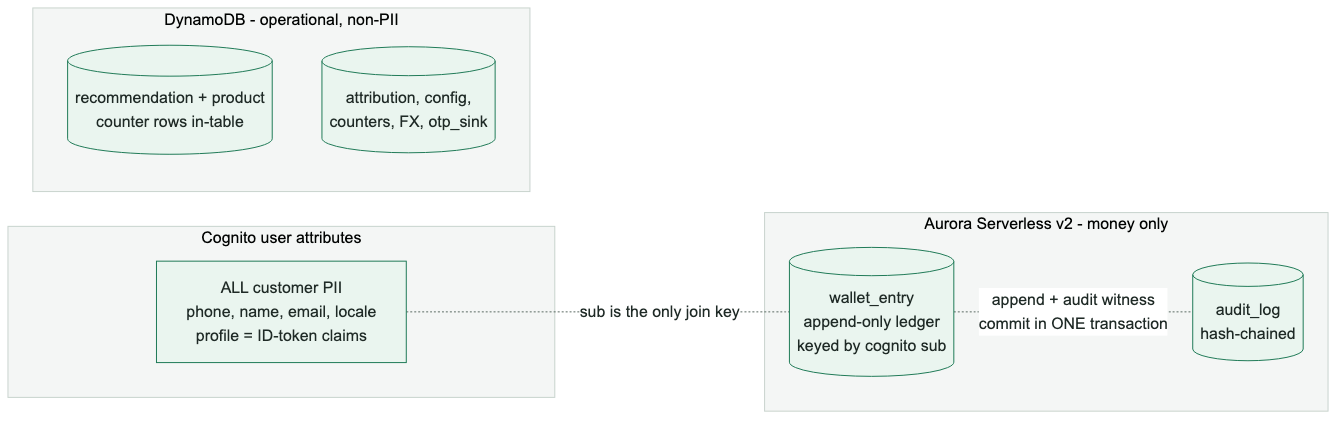 DynamoDB - operational, non-PII
recommendation + product
counter rows in-table
attribution, config,
counters, FX, otp_sink
Cognito user attributes
ALL customer PII
phone, name, email, locale
profile = ID-token claims
sub is the only join key
Aurora Serverless v2 - money only
wallet_entry
append-only ledger
keyed by cognito sub
append + audit witness
commit in ONE transaction
audit_log
hash-chained